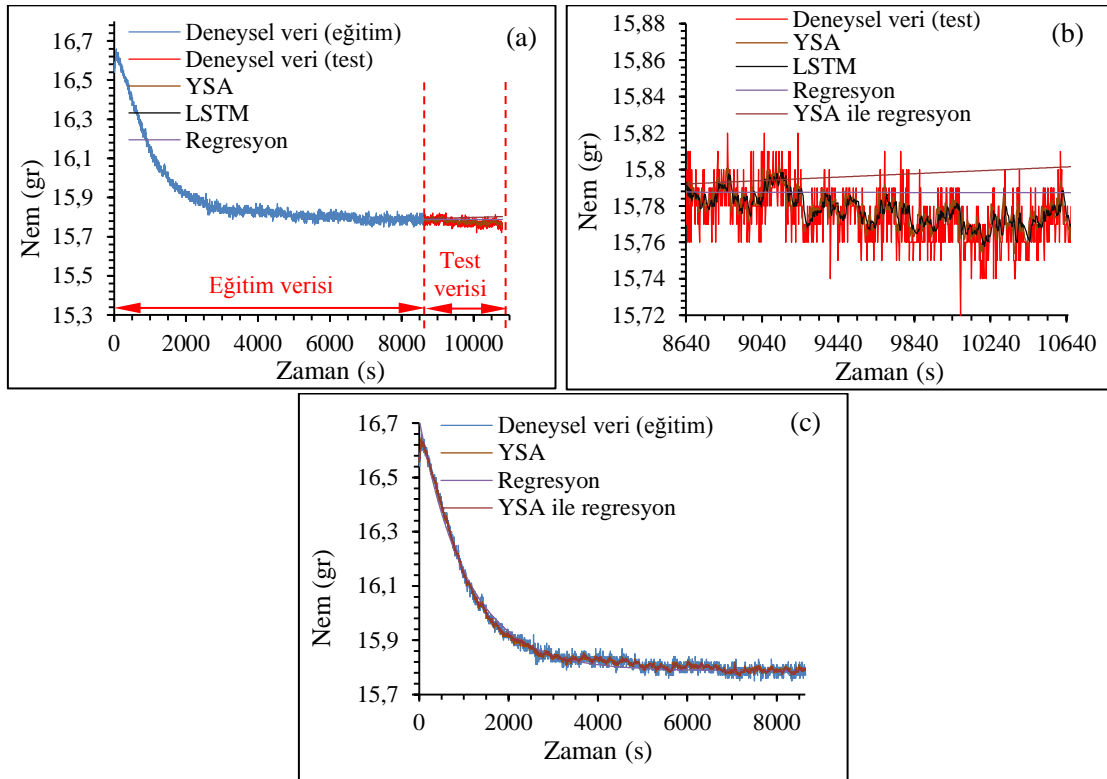 (a)
Deneysel veri (eğitim)
Deneysel veri (test)
YSA
LSTM
Regresyon
16,7
16,5
16,3
16,1
15,9
15,7
15,5
15,3
Nem (gr)
Eğitim verisi
Test
verisi
0 2000 4000 6000 8000 10000
Zaman (s)
(b)
Deneysel veri (test)
YSA
LSTM
Regresyon
YSA ile regresyon
15,88
15,86
15,84
15,82
15,8
15,78
15,76
15,74
15,72
Nem (gr)
8640 9040 9440 9840 10240 10640
Zaman (s)
(c)
Deneysel veri (eğitim)
YSA
Regresyon
YSA ile regresyon
16,7
16,5
16,3
16,1
15,9
15,7
Nem (gr)
0 2000 4000 6000 8000
Zaman (s)